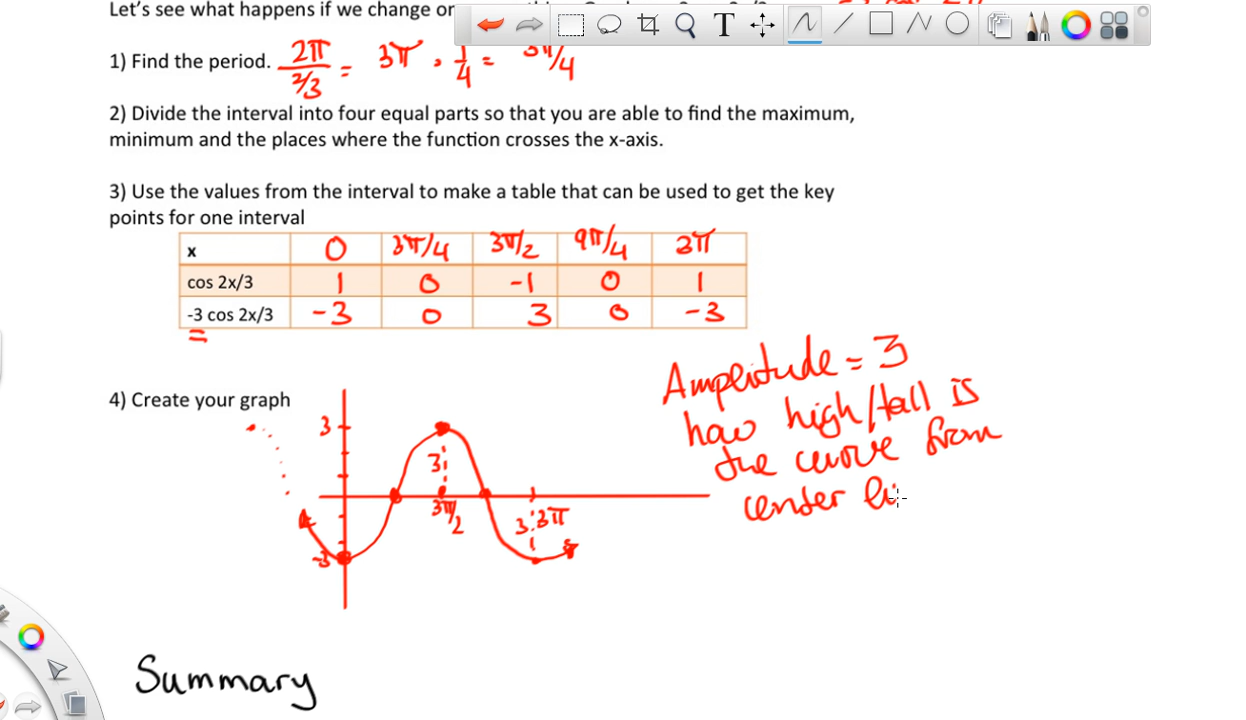 Let's see what happens if we change
1) Find the period. 2π / 2/3 = 3π · 1/4 = 3π/4
2) Divide the interval into four equal parts so that you are able to find the maximum,
minimum and the places where the function crosses the x-axis.
3) Use the values from the interval to make a table that can be used to get the key
points for one interval
x 0 3π/4 3π/2 9π/4 3π
cos 2x/3 1 0 -1 0 1
-3 cos 2x/3 -3 0 3 0 -3
Amplitude = 3
how high/tall is
the curve from
center li
4) Create your graph
3
3
3π/2
3 3π
-3
Summary
T